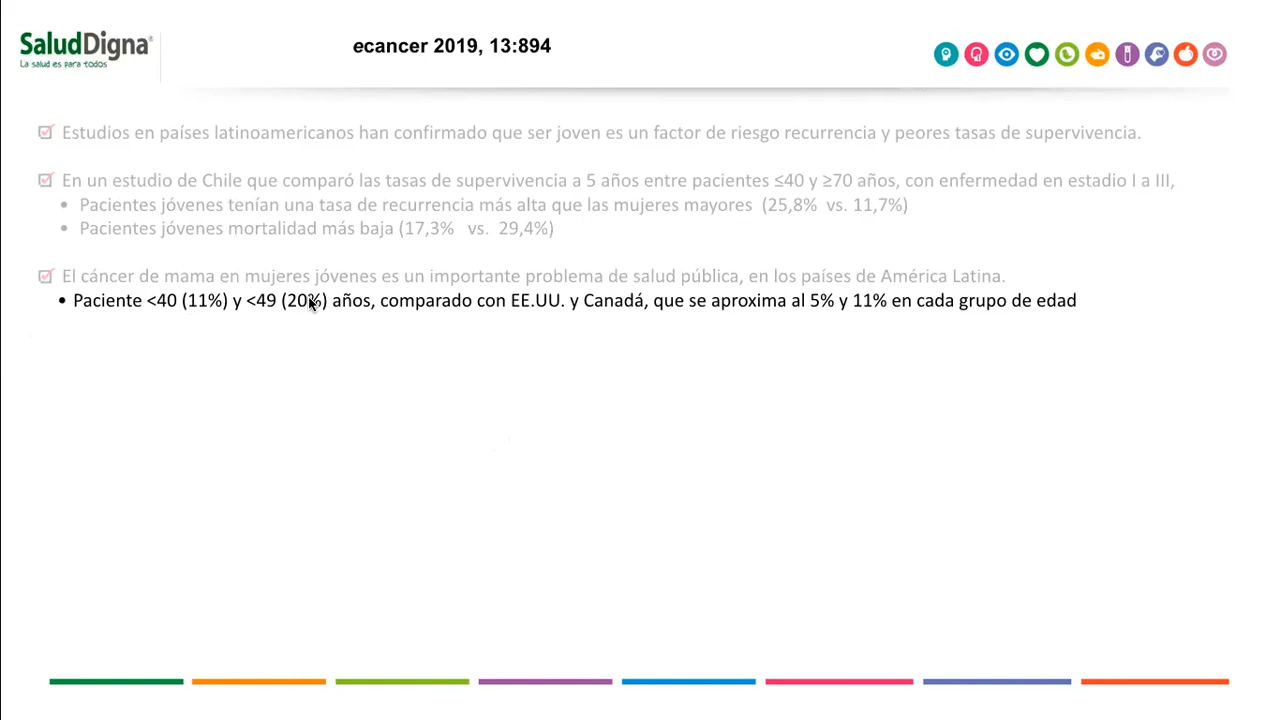 SaludDigna
La salud es para todos
ecancer 2019, 13:894
Estudios en países latinoamericanos han confirmado que ser joven es un factor de riesgo recurrencia y peores tasas de supervivencia.
En un estudio de Chile que comparó las tasas de supervivencia a 5 años entre pacientes ≤40 y ≥70 años, con enfermedad en estadio I a III,
• Pacientes jóvenes tenían una tasa de recurrencia más alta que las mujeres mayores (25,8% vs. 11,7%)
• Pacientes jóvenes mortalidad más baja (17,3% vs. 29,4%)
El cáncer de mama en mujeres jóvenes es un importante problema de salud pública, en los países de América Latina.
• Paciente <40 (11%) y <49 (20%) años, comparado con EE.UU. y Canadá, que se aproxima al 5% y 11% en cada grupo de edad